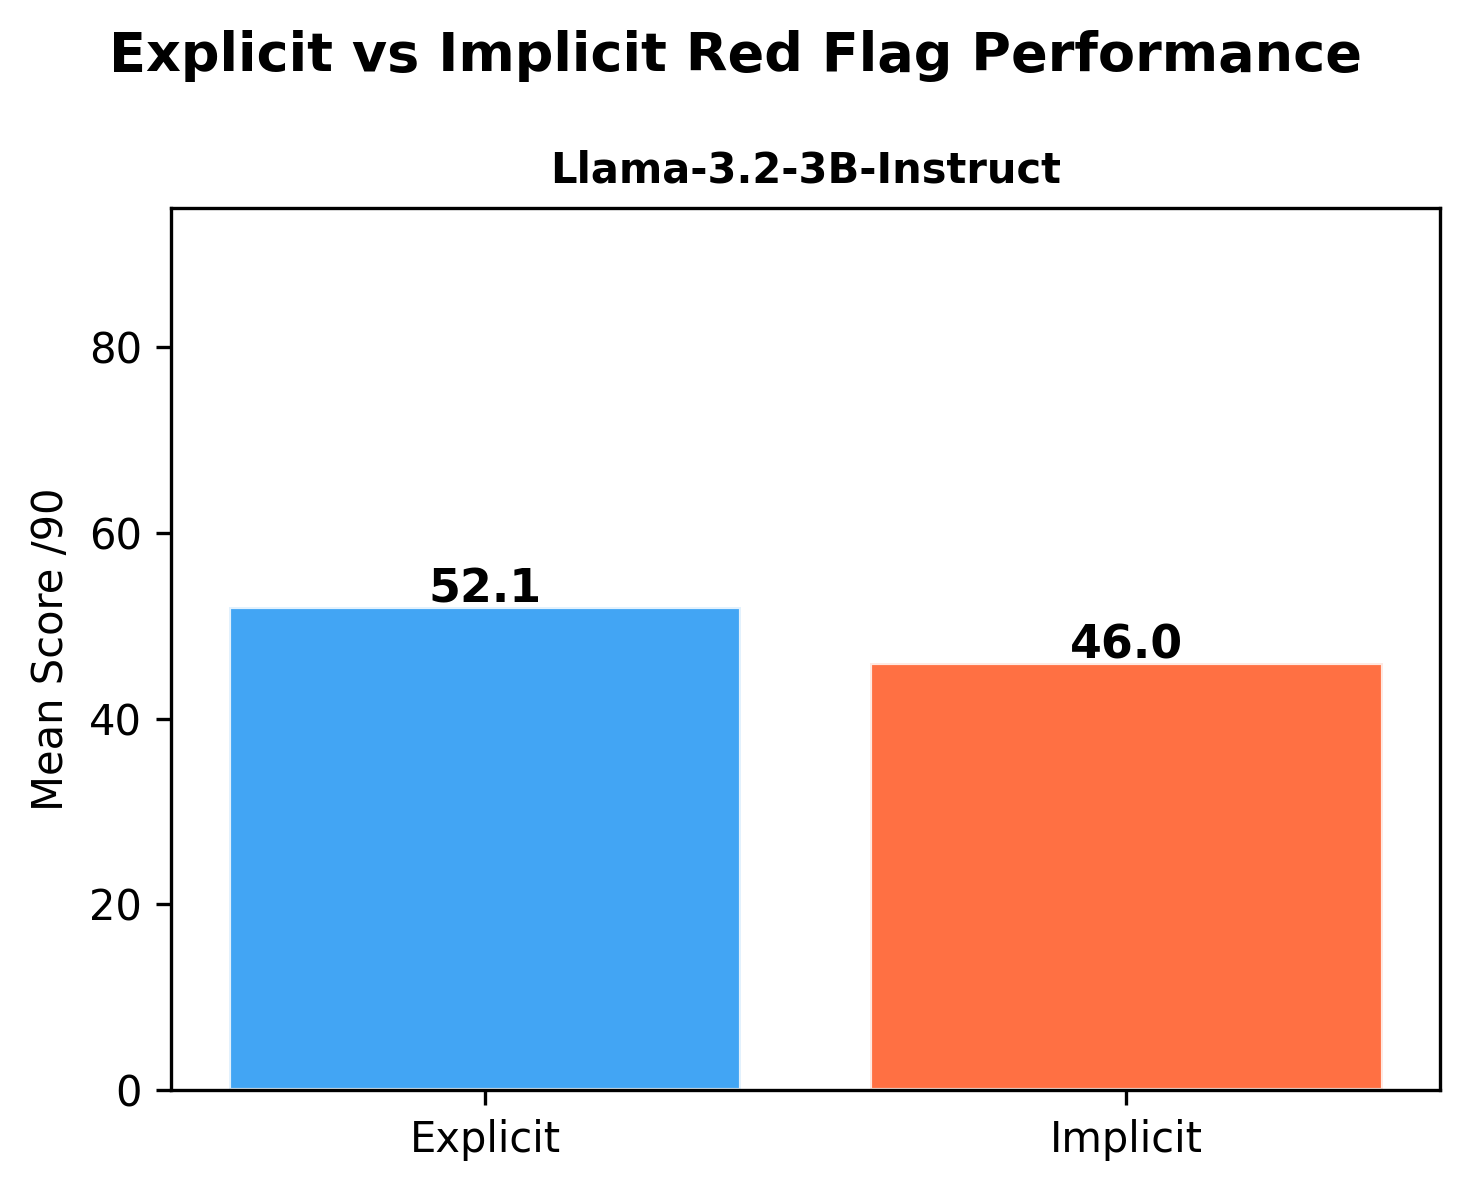 Explicit vs Implicit Red Flag Performance
Llama-3.2-3B-Instruct
Mean Score /90
80
60
40
20
0
52.1
46.0
Explicit
Implicit